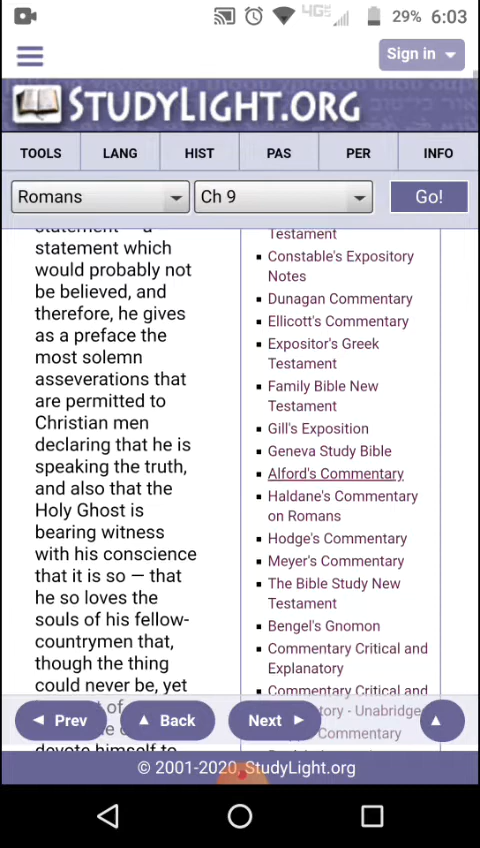 4G 29% 6:03
Sign in
STUDYLIGHT.ORG
TOOLS LANG HIST PAS PER INFO
Romans Ch 9 Go!
statement — a
statement which
would probably not
be believed, and
therefore, he gives
as a preface the
most solemn
asseverations that
are permitted to
Christian men
declaring that he is
speaking the truth,
and also that the
Holy Ghost is
bearing witness
with his conscience
that it is so — that
he so loves the
souls of his fellow-
countrymen that,
though the thing
could never be, yet
of
devote himself to
Testament
Constable's Expository
Notes
Dunagan Commentary
Ellicott's Commentary
Expositor's Greek
Testament
Family Bible New
Testament
Gill's Exposition
Geneva Study Bible
Alford's Commentary
Haldane's Commentary
on Romans
Hodge's Commentary
Meyer's Commentary
The Bible Study New
Testament
Bengel's Gnomon
Commentary Critical and
Explanatory
Commentary Critical and
- Unabridge
Commentary
Prev Back Next
© 2001-2020, StudyLight.org